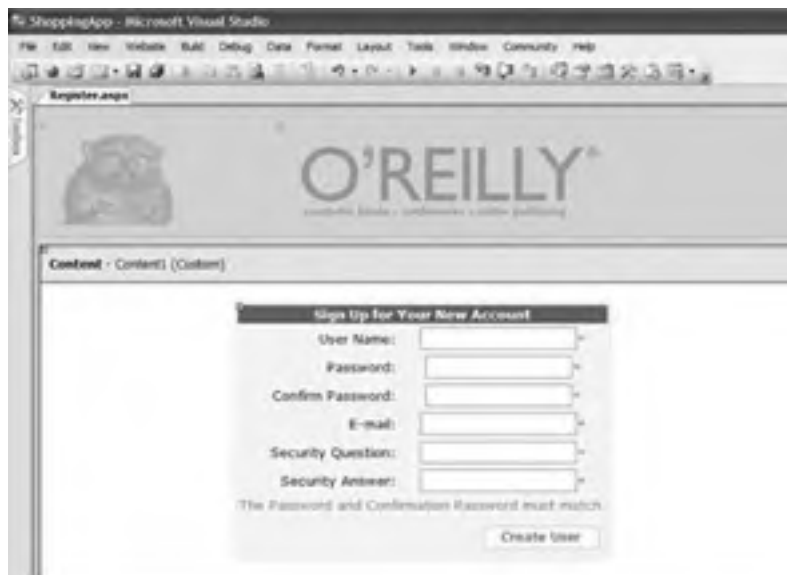 ShoppingApp - Microsoft Visual Studio
File Edit View Website Build Debug Data Format Layout Tools Window Community Help
Register.aspx
Toolbox
O'REILLY®
Content - Content1 (Custom)
Sign Up for Your New Account
User Name: *
Password: *
Confirm Password: *
E-mail: *
Security Question: *
Security Answer: *
The Password and Confirmation Password must match.
Create User